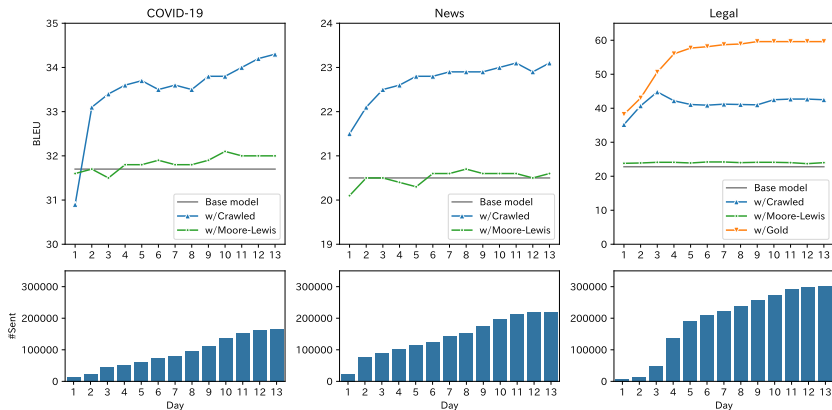 COVID-19
35
34
33
32
31
30
BLEU
Base model
w/Crawled
w/Moore-Lewis
1 2 3 4 5 6 7 8 9 10 11 12 13
News
24
23
22
21
20
19
Base model
w/Crawled
w/Moore-Lewis
1 2 3 4 5 6 7 8 9 10 11 12 13
Legal
60
50
40
30
20
10
0
Base model
w/Crawled
w/Moore-Lewis
w/Gold
1 2 3 4 5 6 7 8 9 10 11 12 13
300000
200000
100000
0
#Sent
1 2 3 4 5 6 7 8 9 10 11 12 13
Day
300000
200000
100000
0
1 2 3 4 5 6 7 8 9 10 11 12 13
Day
300000
200000
100000
0
1 2 3 4 5 6 7 8 9 10 11 12 13
Day